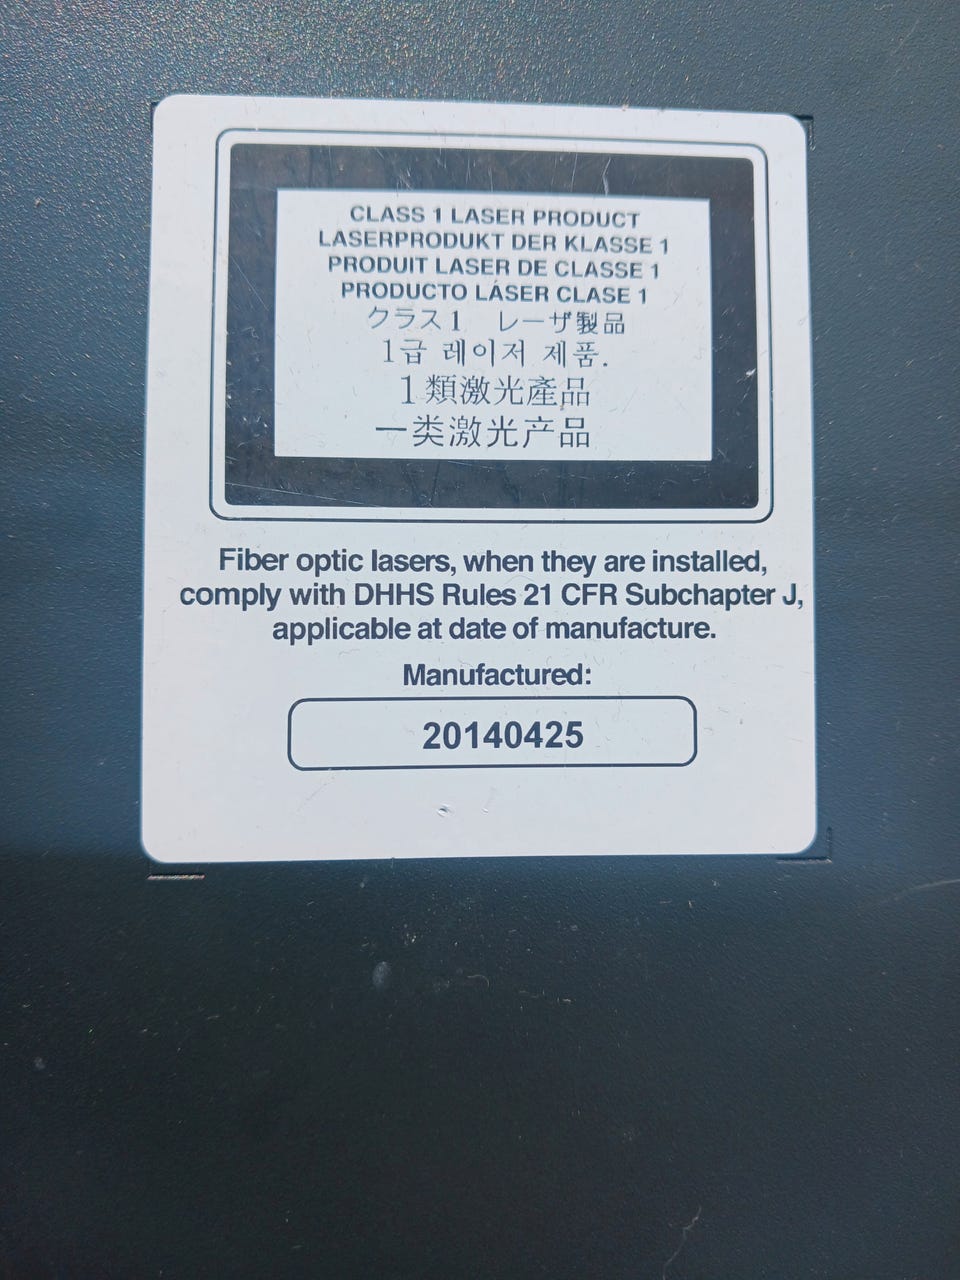 CLASS 1 LASER PRODUCT
LASERPRODUKT DER KLASSE 1
PRODUIT LASER DE CLASSE 1
PRODUCTO LÁSER CLASE 1
クラス1 レーザ製品
1급 레이저 제품.
1類激光產品
一类激光产品
Fiber optic lasers, when they are installed,
comply with DHHS Rules 21 CFR Subchapter J,
applicable at date of manufacture.
Manufactured:
20140425